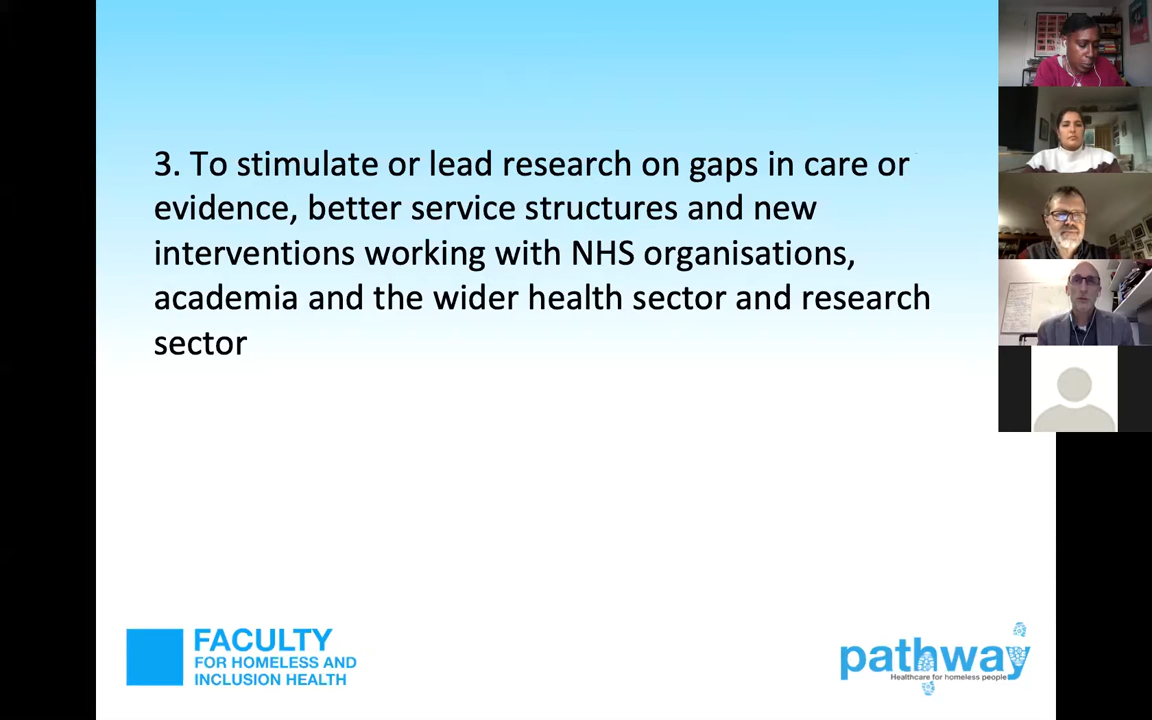 3. To stimulate or lead research on gaps in care or
evidence, better service structures and new
interventions working with NHS organisations,
academia and the wider health sector and research
sector
FACULTY
FOR HOMELESS AND
INCLUSION HEALTH
pathway
Healthcare for homeless people